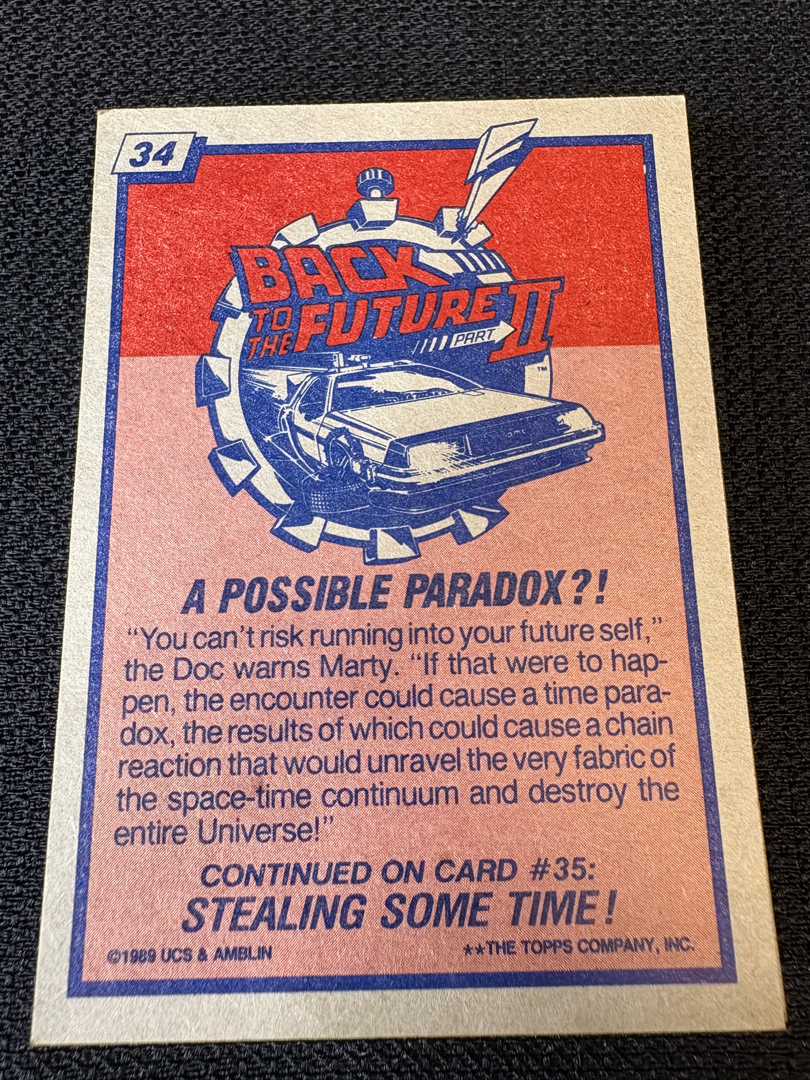 34
BACK
TO
THE FUTURE
PART II
TM
A POSSIBLE PARADOX?!
“You can’t risk running into your future self,”
the Doc warns Marty. “If that were to hap-
pen, the encounter could cause a time para-
dox, the results of which could cause a chain
reaction that would unravel the very fabric of
the space-time continuum and destroy the
entire Universe!”
CONTINUED ON CARD #35:
STEALING SOME TIME!
©1989 UCS & AMBLIN
**THE TOPPS COMPANY, INC.